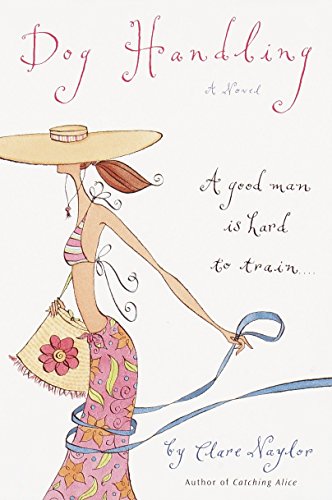 Dog Handling
A Novel
A good man
is hard
to train....
by Clare Naylor
Author of Catching Alice